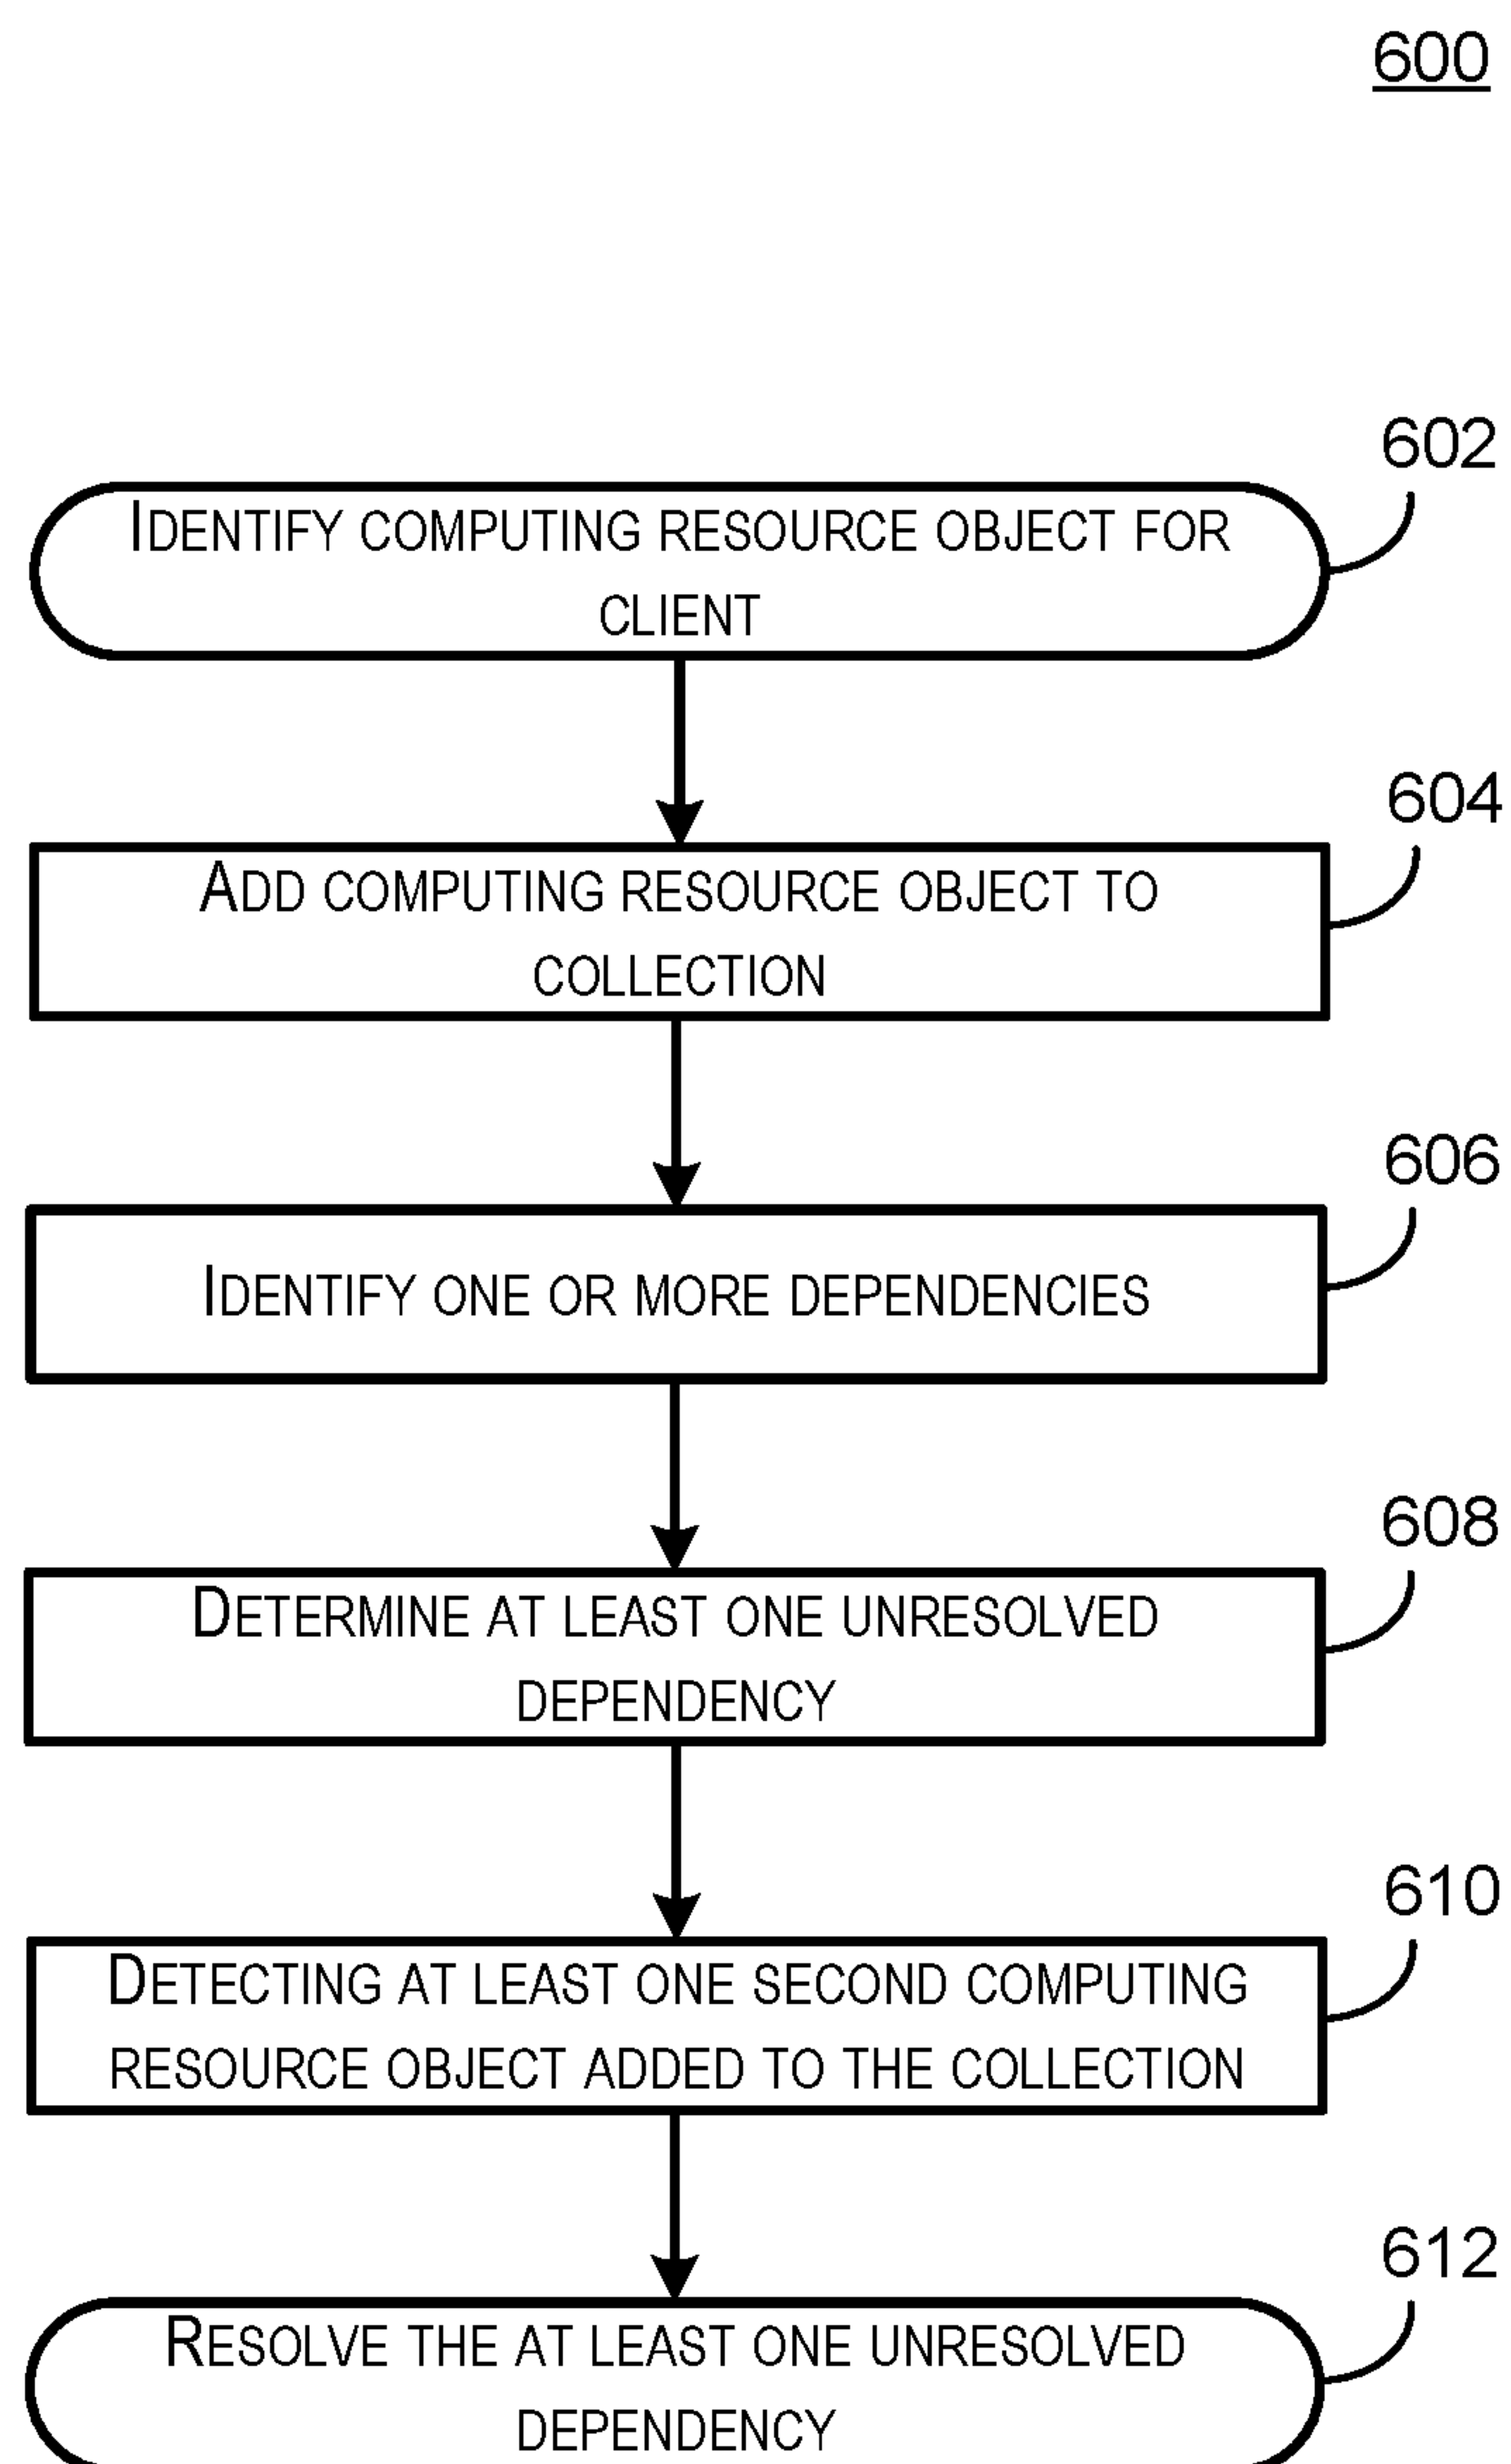 600
602
IDENTIFY COMPUTING RESOURCE OBJECT FOR
CLIENT
604
ADD COMPUTING RESOURCE OBJECT TO
COLLECTION
606
IDENTIFY ONE OR MORE DEPENDENCIES
608
DETERMINE AT LEAST ONE UNRESOLVED
DEPENDENCY
610
DETECTING AT LEAST ONE SECOND COMPUTING
RESOURCE OBJECT ADDED TO THE COLLECTION
612
RESOLVE THE AT LEAST ONE UNRESOLVED
DEPENDENCY